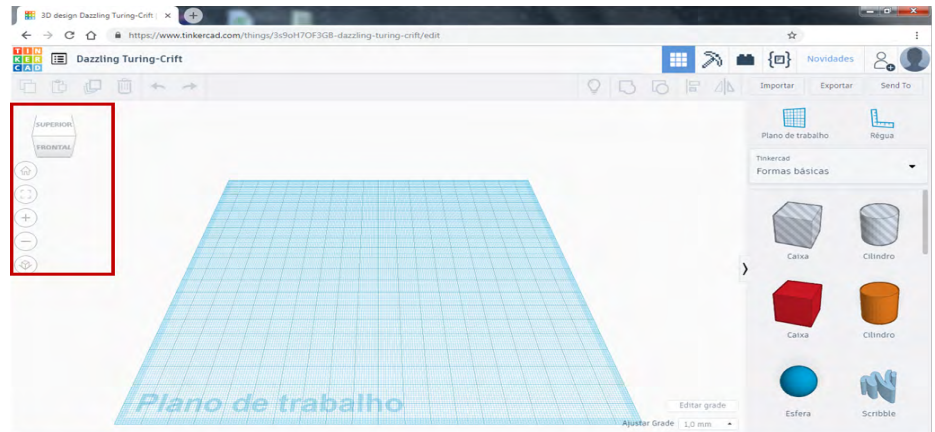 3D design Dazzling Turing-Crift |
https://www.tinkercad.com/things/3s9oH7OF3GB-dazzling-turing-crift/edit
TIN
KER
CAD
Dazzling Turing-Crift
Novidades
Importar Exportar Send To
SUPERIOR
FRONTAL
Plano de trabalho Régua
Tinkercad
Formas básicas
Caixa Cilindro
Caixa Cilindro
Esfera Scribble
Plano de trabalho
Editar grade
Ajustar Grade 1,0 mm